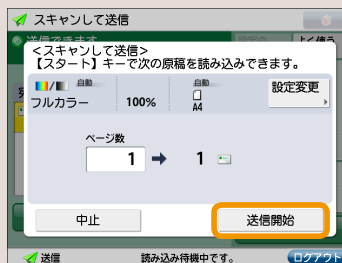 スキャンして送信
送信できます
よく使う
<スキャンして送信>
【スタート】キーで次の原稿を読み込みできます。
自動
フルカラー
100%
自動
A4
設定変更
ページ数
1 → 1
中止
送信開始
送信
読み込み待機中です。
ログアウト